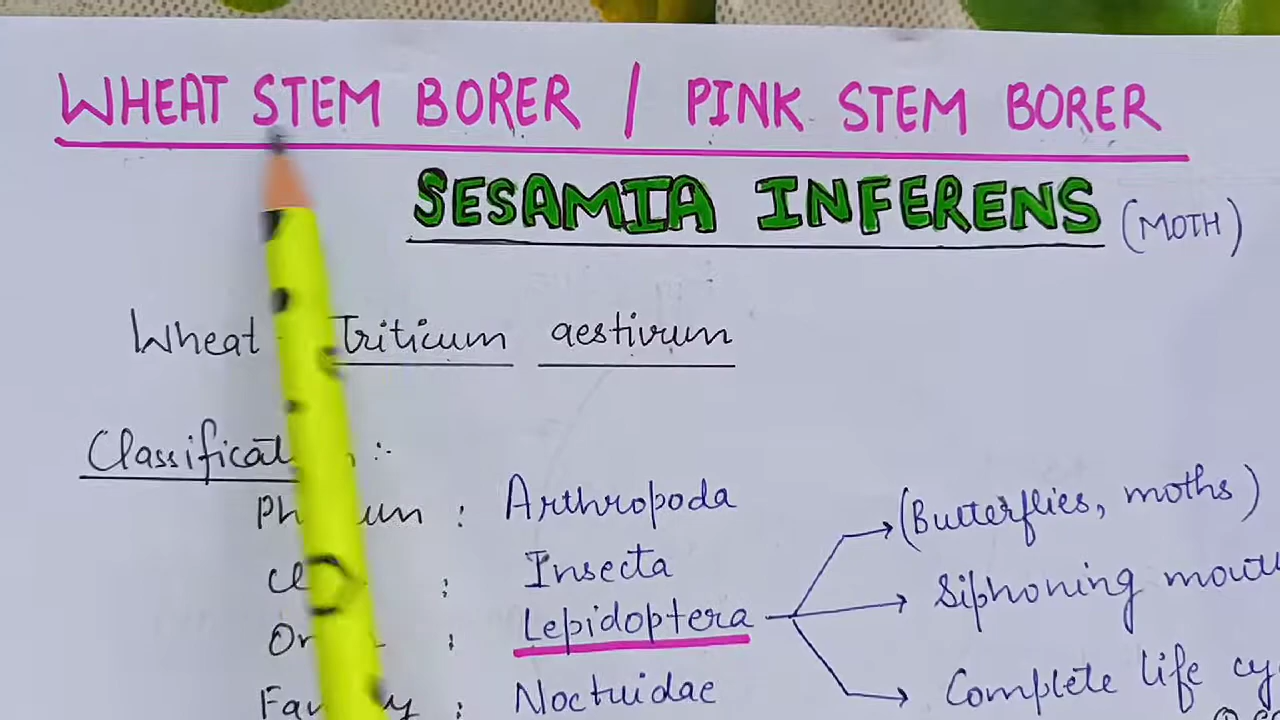 WHEAT STEM BORER / PINK STEM BORER
SESAMIA INFERENS (MOTH)
Wheat Triticum aestivum
:-
: Arthropoda
(Butterflies, moths)
: Insecta
Siphoning
: Lepidoptera
Complete life
: Noctuidae